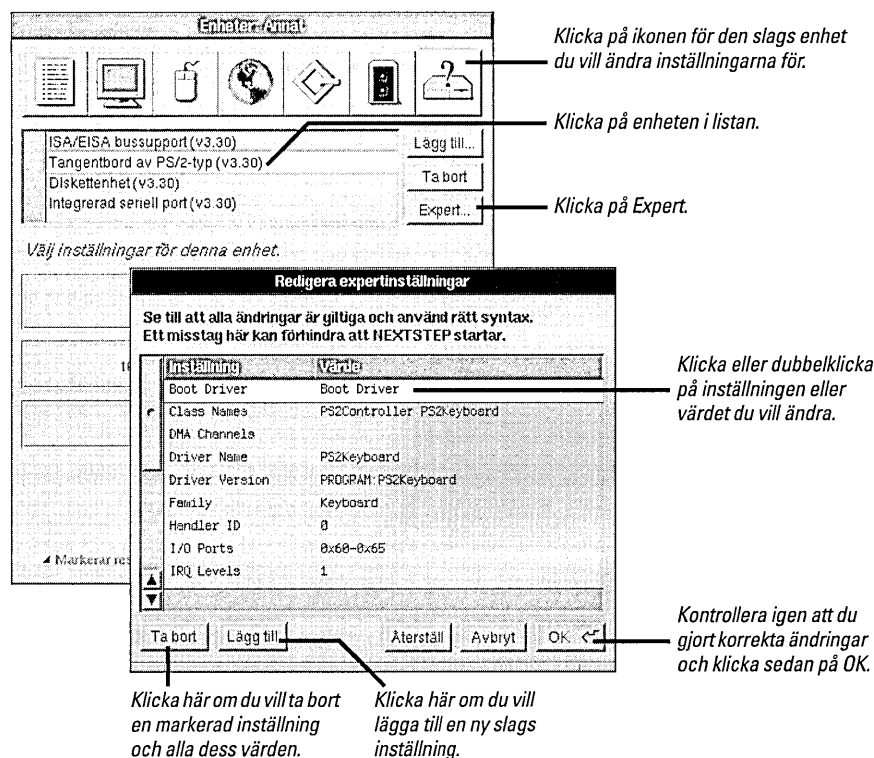 Enheter–Annat
Klicka på ikonen för den slags enhet
du vill ändra inställningarna för.
Klicka på enheten i listan.
ISA/EISA bussupport (v3.30)
Tangentbord av PS/2-typ (v3.30)
Diskettenhet (v3.30)
Integrerad seriell port (v3.30)
Lägg till...
Ta bort
Expert...
Klicka på Expert.
Välj inställningar för denna enhet.
Redigera expertinställningar
Se till att alla ändringar är giltiga och använd rätt syntax.
Ett misstag här kan förhindra att NEXTSTEP startar.
Inställning Värde
Boot Driver Boot Driver
Class Names PS2Controller PS2Keyboard
DMA Channels
Driver Name PS2Keyboard
Driver Version PROGRAM:PS2Keyboard
Family Keyboard
Handler ID 0
I/O Ports 0x60-0x65
IRQ Levels 1
Klicka eller dubbelklicka
på inställningen eller
värdet du vill ändra.
Markerar
Ta bort Lägg till Återställ Avbryt OK
Kontrollera igen att du
gjort korrekta ändringar
och klicka sedan på OK.
Klicka här om du vill ta bort
en markerad inställning
och alla dess värden.
Klicka här om du vill
lägga till en ny slags
inställning.